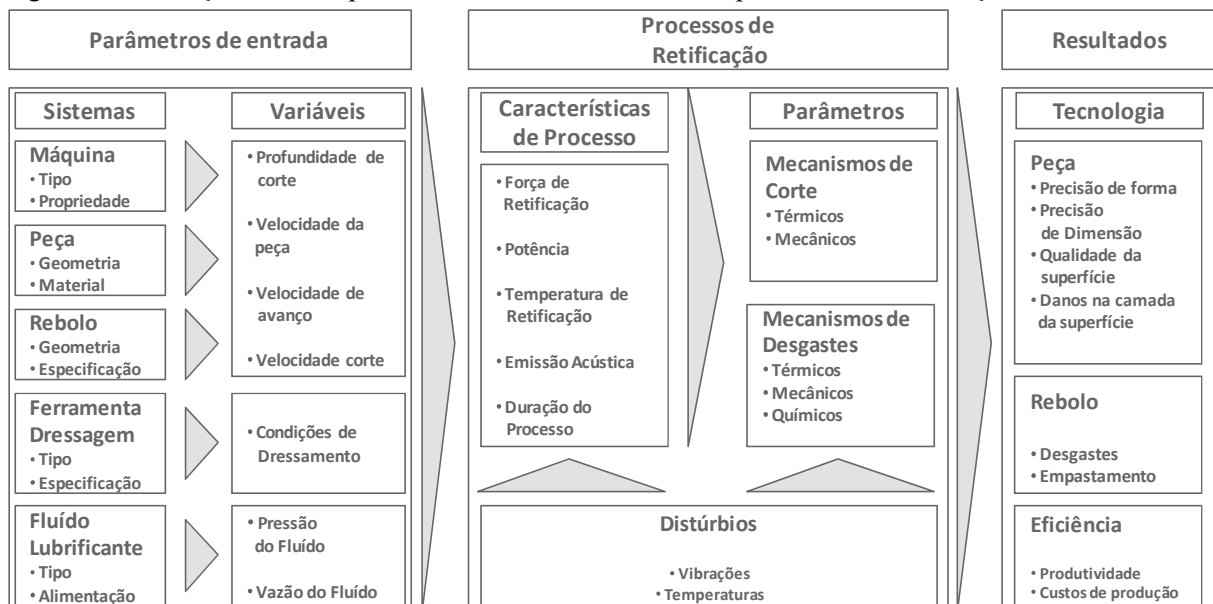 Parâmetros de entrada
Processos de
Retificação
Resultados
Sistemas
Variáveis
Máquina
• Tipo
• Propriedade
Peça
• Geometria
• Material
Rebolo
• Geometria
• Especificação
Ferramenta
Dressagem
• Tipo
• Especificação
Fluído
Lubrificante
• Tipo
• Alimentação
• Profundidade de
corte
• Velocidade da
peça
• Velocidade de
avanço
• Velocidade corte
• Condições de
Dressamento
• Pressão
do Fluído
• Vazão do Fluído
Características
de Processo
• Força de
Retificação
• Potência
• Temperatura de
Retificação
• Emissão Acústica
• Duração do
Processo
Parâmetros
Mecanismos de
Corte
• Térmicos
• Mecânicos
Mecanismos de
Desgastes
• Térmicos
• Mecânicos
• Químicos
Distúrbios
• Vibrações
• Temperaturas
Tecnologia
Peça
• Precisão de forma
• Precisão
de Dimensão
• Qualidade da
superfície
• Danos na camada
da superfície
Rebolo
• Desgastes
• Empastamento
Eficiência
• Produtividade
• Custos de produção